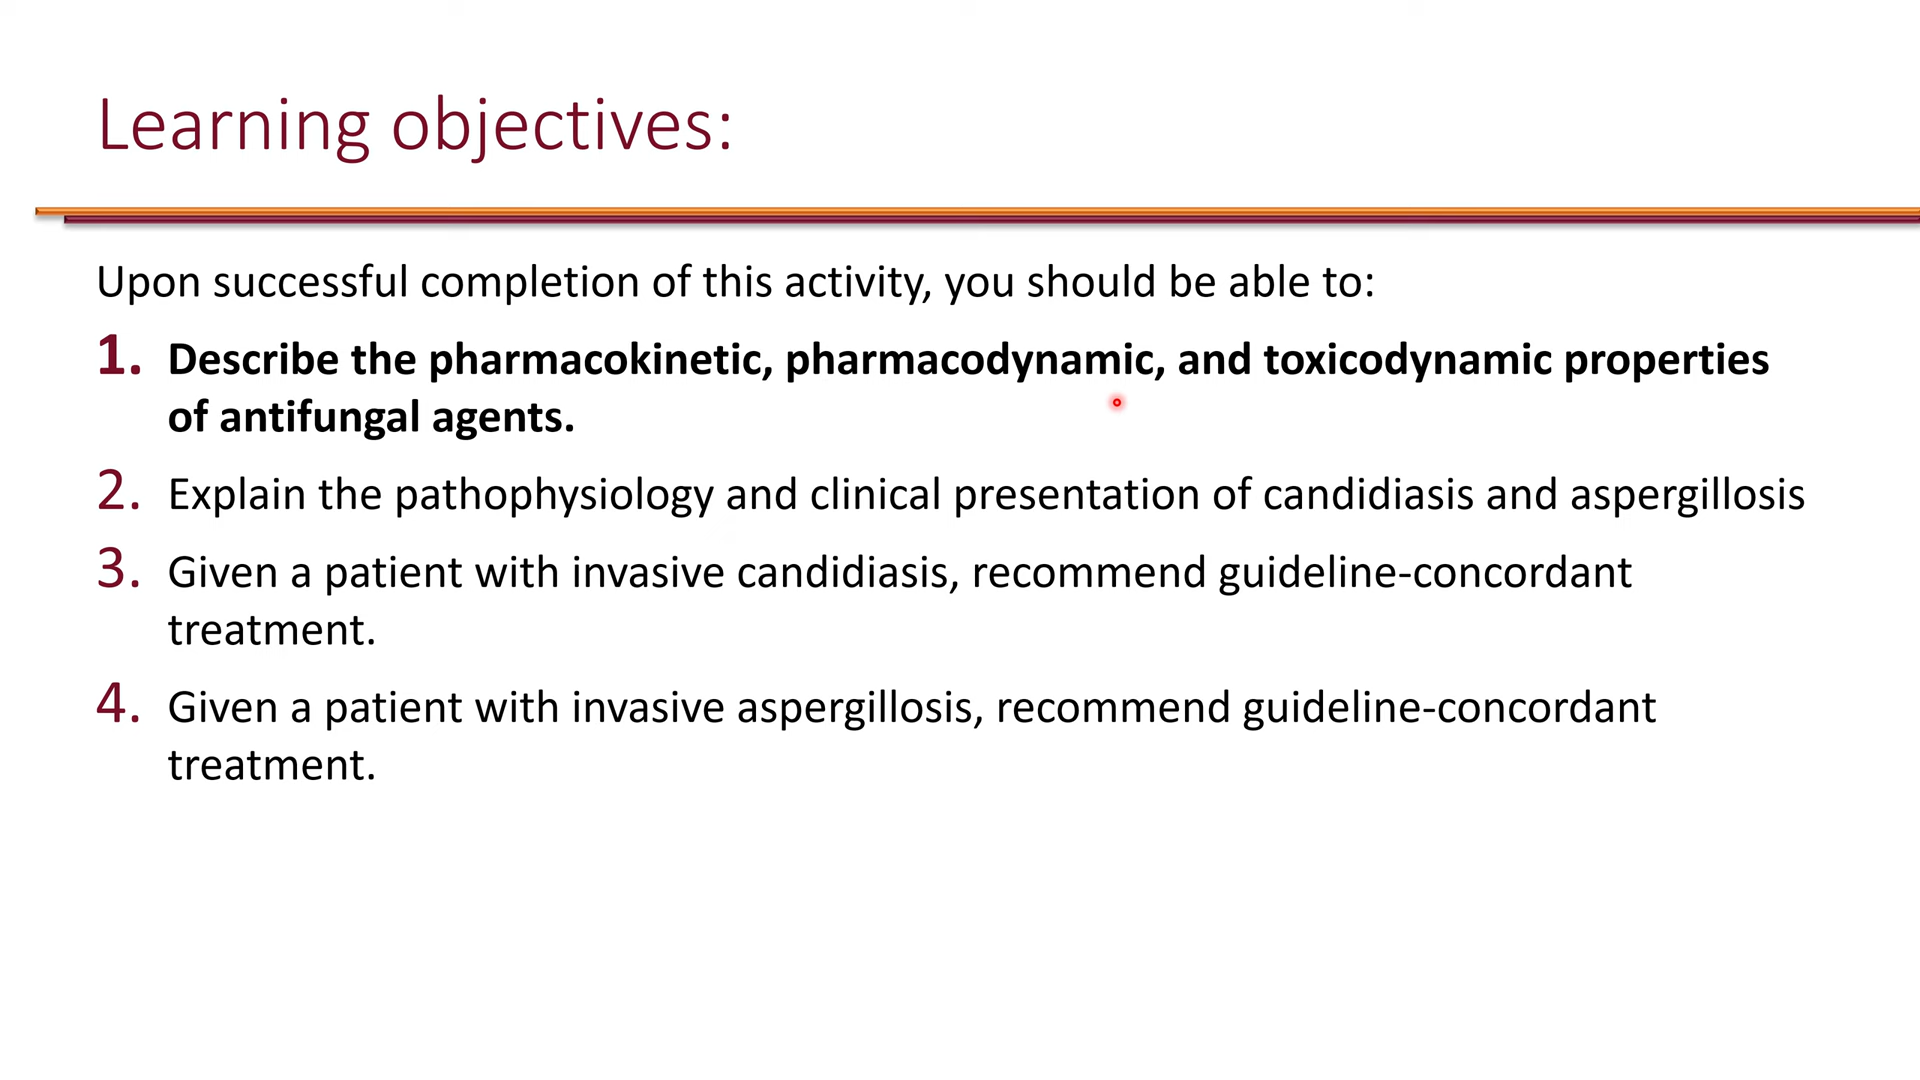 Learning objectives:
Upon successful completion of this activity, you should be able to:
1. Describe the pharmacokinetic, pharmacodynamic, and toxicodynamic properties
of antifungal agents.
2. Explain the pathophysiology and clinical presentation of candidiasis and aspergillosis
3. Given a patient with invasive candidiasis, recommend guideline-concordant
treatment.
4. Given a patient with invasive aspergillosis, recommend guideline-concordant
treatment.